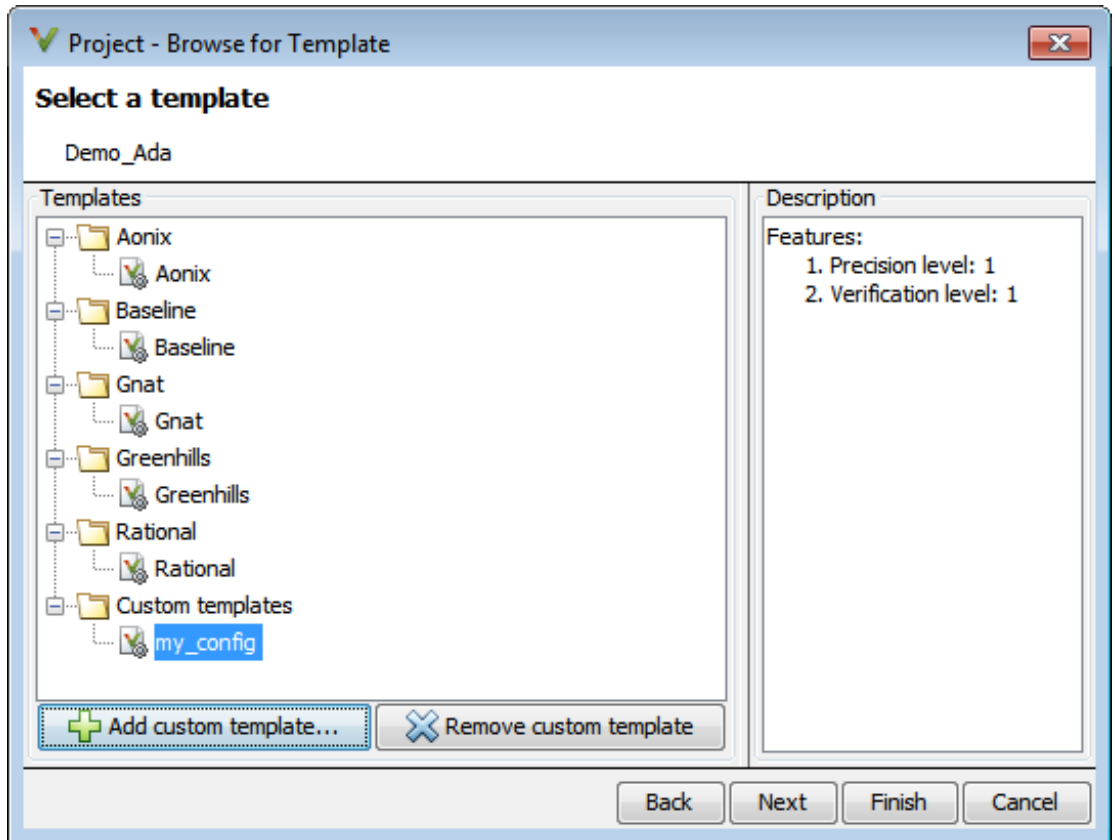 Project - Browse for Template
Select a template
Demo_Ada
Templates
Aonix
Aonix
Baseline
Baseline
Gnat
Gnat
Greenhills
Greenhills
Rational
Rational
Custom templates
my_config
Add custom template...
Remove custom template
Description
Features:
1. Precision level: 1
2. Verification level: 1
Back
Next
Finish
Cancel